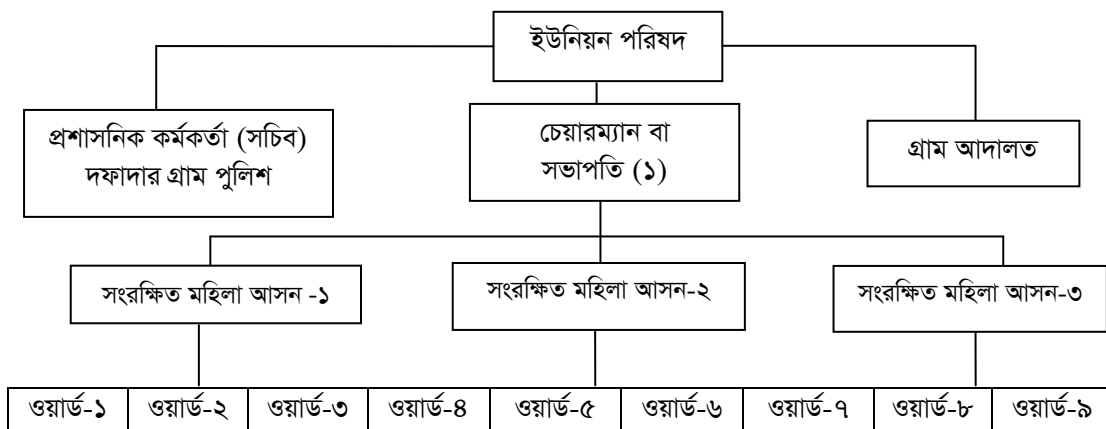 ইউনিয়ন পরিষদ
প্রশাসনিক কর্মকর্তা (সচিব)
দফাদার গ্রাম পুলিশ
চেয়ারম্যান বা
সভাপতি (১)
গ্রাম আদালত
সংরক্ষিত মহিলা আসন -১
সংরক্ষিত মহিলা আসন-২
সংরক্ষিত মহিলা আসন-৩
ওয়ার্ড-১ ওয়ার্ড-২ ওয়ার্ড-৩ ওয়ার্ড-৪ ওয়ার্ড-৫ ওয়ার্ড-৬ ওয়ার্ড-৭ ওয়ার্ড-৮ ওয়ার্ড-৯